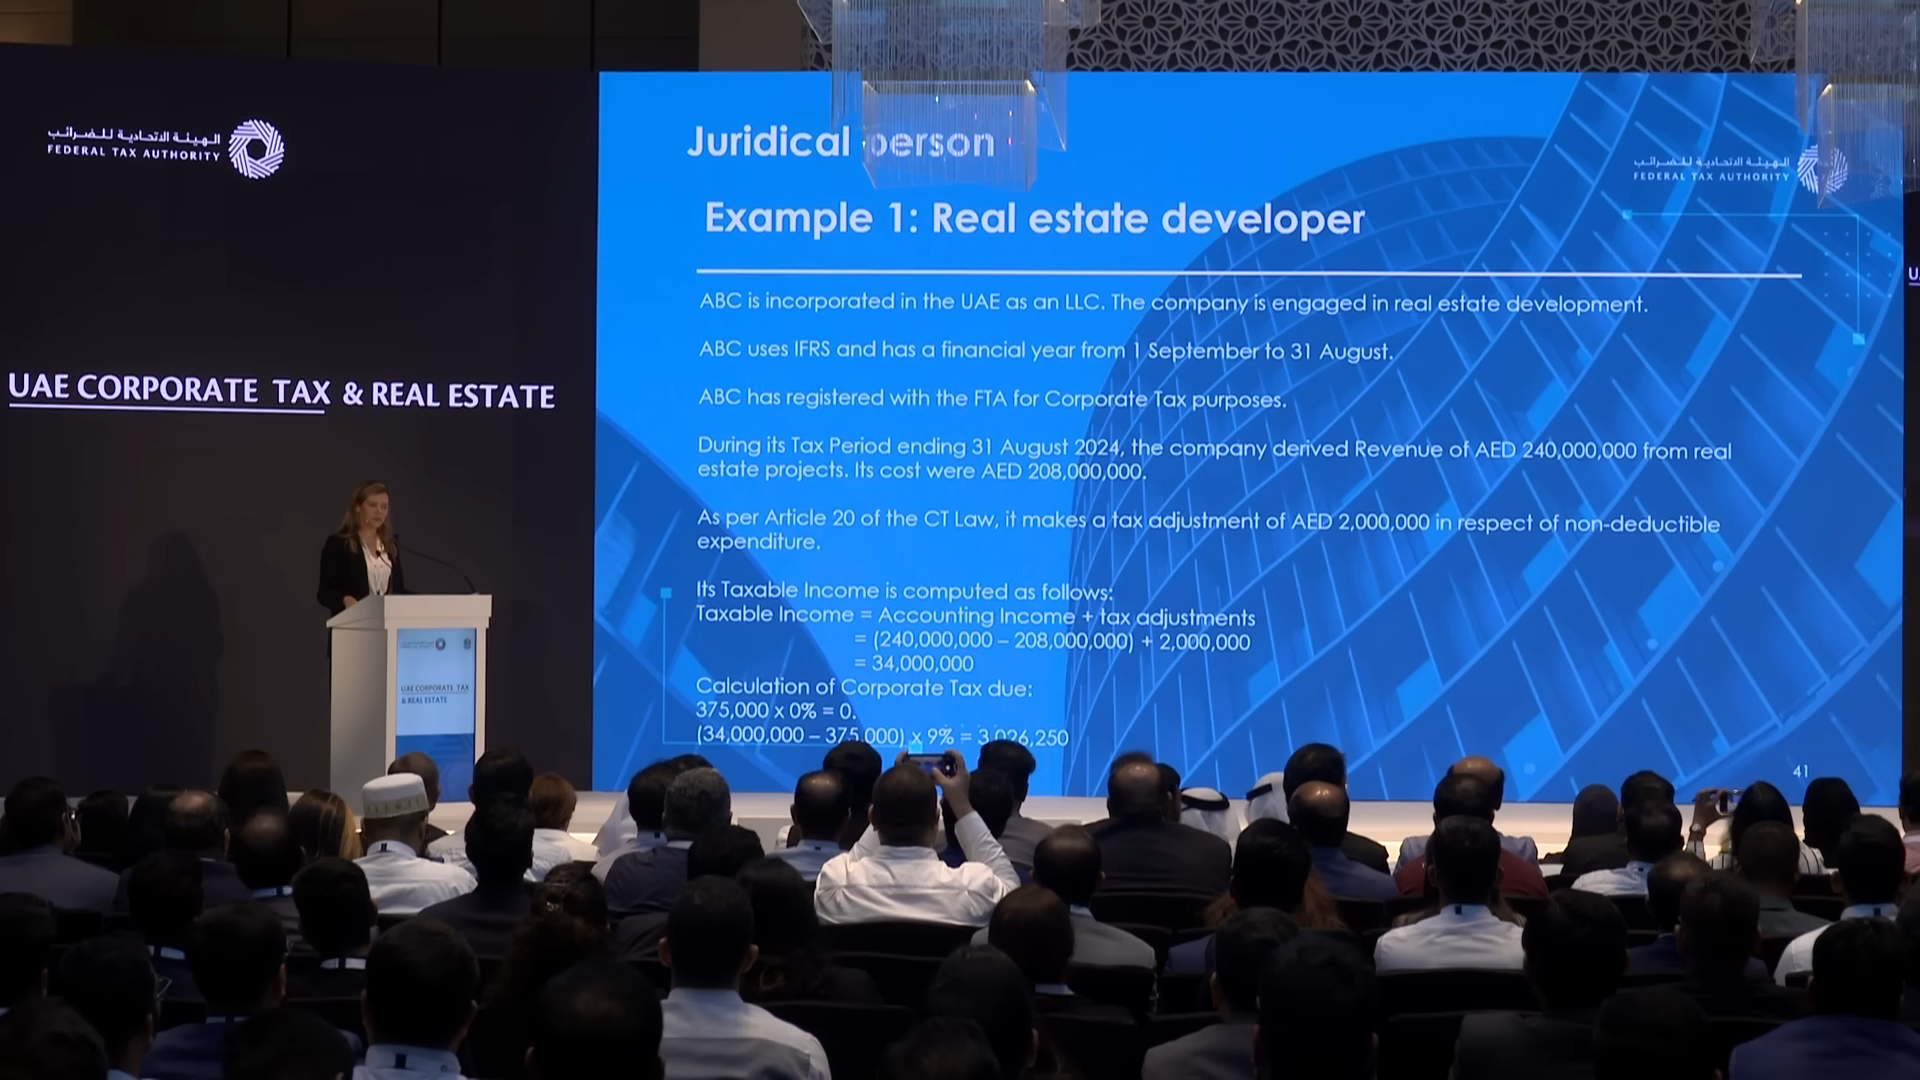 الهيئة الاتحادية للضرائب
FEDERAL TAX AUTHORITY
UAE CORPORATE TAX & REAL ESTATE
Juridical person
الهيئة الاتحادية للضرائب
FEDERAL TAX AUTHORITY
Example 1: Real estate developer
ABC is incorporated in the UAE as an LLC. The company is engaged in real estate development.
ABC uses IFRS and has a financial year from 1 September to 31 August.
ABC has registered with the FTA for Corporate Tax purposes.
During its Tax Period ending 31 August 2024, the company derived Revenue of AED 240,000,000 from real
estate projects. Its cost were AED 208,000,000.
As per Article 20 of the CT Law, it makes a tax adjustment of AED 2,000,000 in respect of non-deductible
expenditure.
Its Taxable Income is computed as follows:
Taxable Income = Accounting Income + tax adjustments
= (240,000,000 – 208,000,000) + 2,000,000
= 34,000,000
Calculation of Corporate Tax due:
375,000 x 0% = 0.
(34,000,000 – 375,000) x 9% = 3,026,250
41
UAE CORPORATE TAX
& REAL ESTATE
U